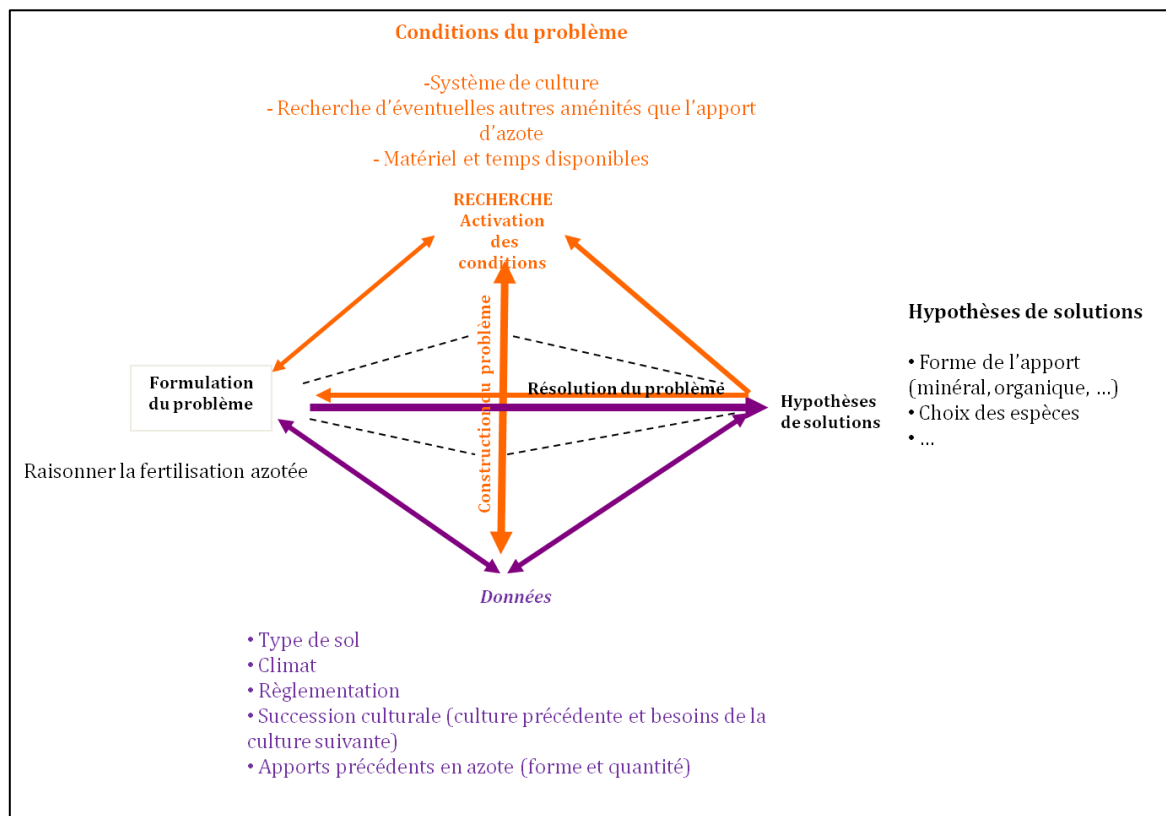 Conditions du problème
-Système de culture
- Recherche d'éventuelles autres aménités que l'apport
d'azote
- Matériel et temps disponibles
RECHERCHE
Activation
des
conditions
Construction du problème
Formulation
du problème
Raisonner la fertilisation azotée
Résolution du problème
Hypothèses
de solutions
Hypothèses de solutions
• Forme de l'apport
(minéral, organique, ...)
• Choix des espèces
• ...
Données
• Type de sol
• Climat
• Règlementation
• Succession culturale (culture précédente et besoins de la
culture suivante)
• Apports précédents en azote (forme et quantité)